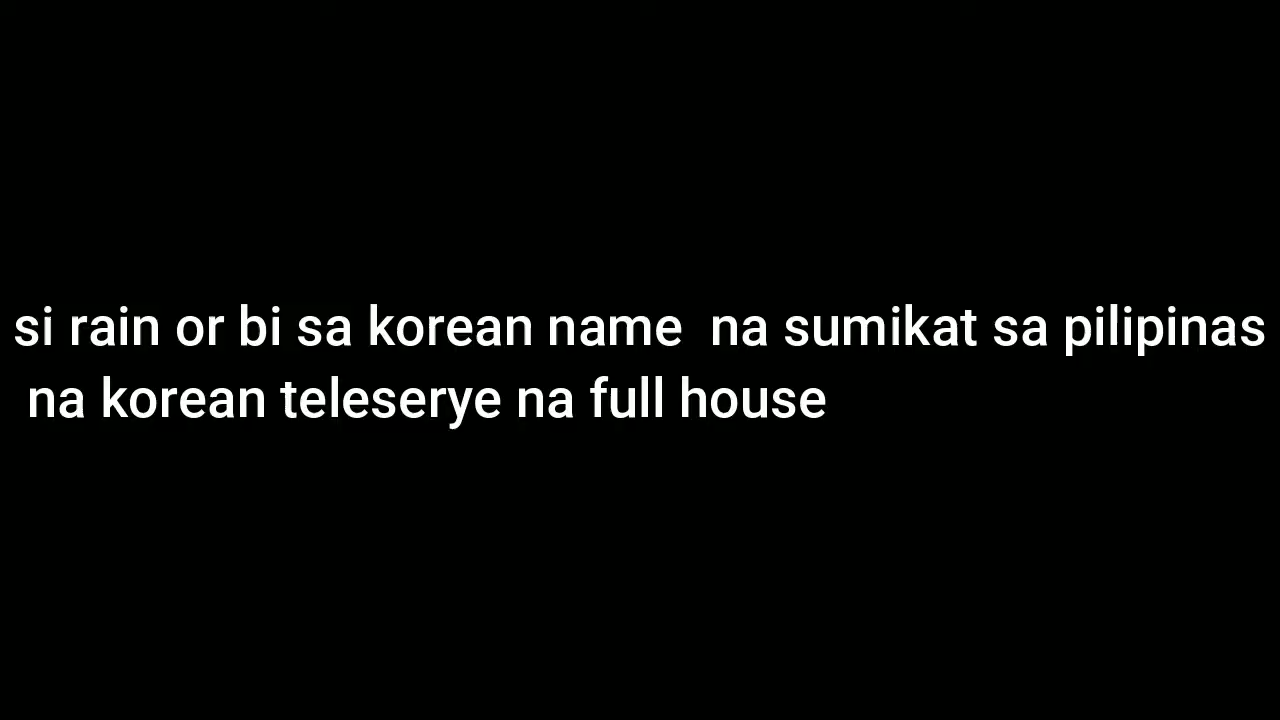 si rain or bi sa korean name  na sumikat sa pilipinas
na korean teleserye na full house